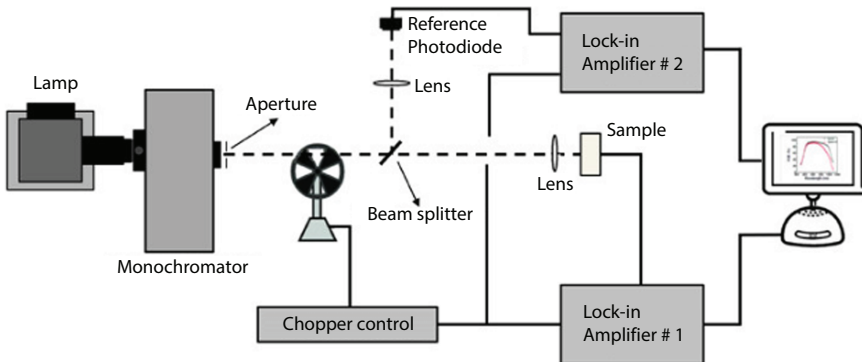 Reference
Photodiode
Lock-in
Amplifier # 2
Lamp
Lens
Aperture
Sample
Lens
Beam splitter
Monochromator
Chopper control
Lock-in
Amplifier # 1